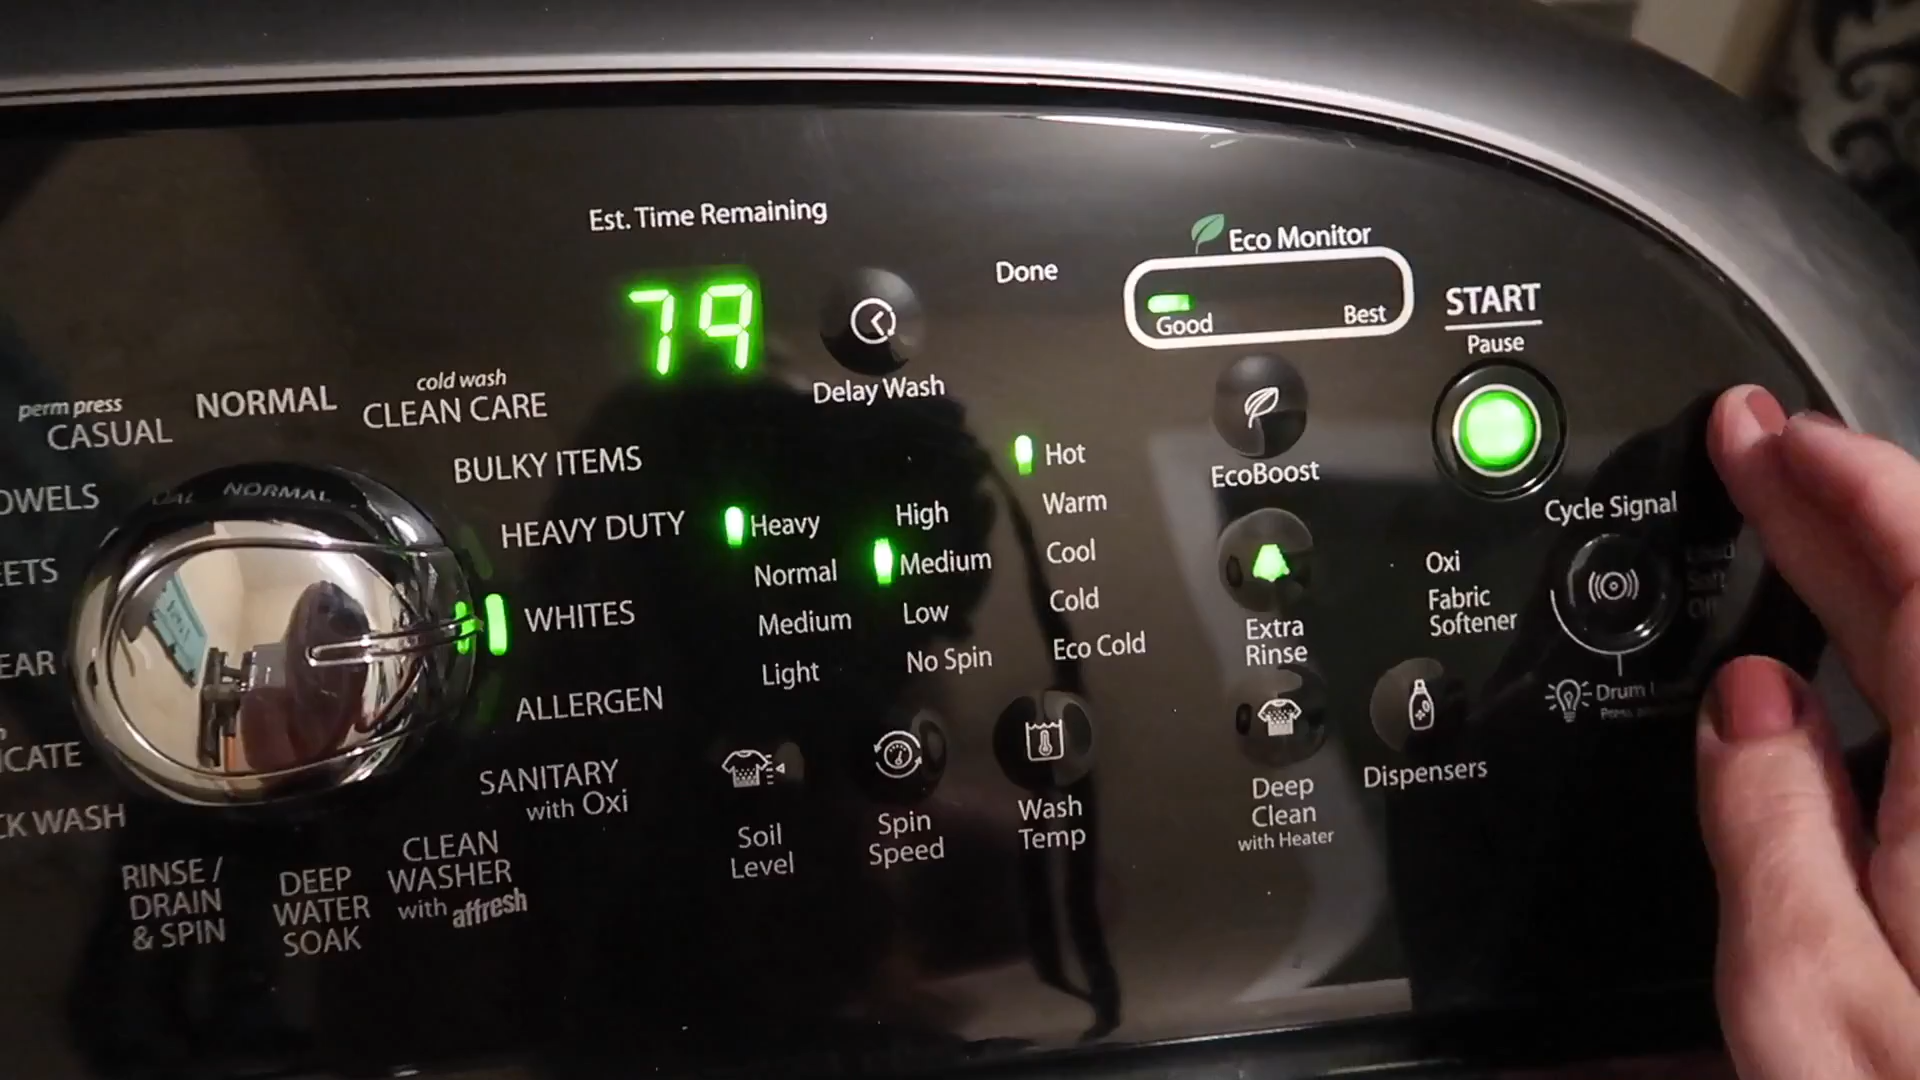 Est. Time Remaining
79
Delay Wash
Done
Eco Monitor
Good
Best
START
Pause
perm press
CASUAL
NORMAL
cold wash
CLEAN CARE
BULKY ITEMS
HEAVY DUTY
WHITES
ALLERGEN
SANITARY
with Oxi
CLEAN
WASHER
with affresh
DEEP
WATER
SOAK
RINSE /
DRAIN
& SPIN
NORMAL
Heavy
Normal
Medium
Light
Soil
Level
High
Medium
Low
No Spin
Spin
Speed
Hot
Warm
Cool
Cold
Eco Cold
Wash
Temp
EcoBoost
Extra
Rinse
Deep
Clean
with Heater
Oxi
Fabric
Softener
Dispensers
Cycle Signal
Drum